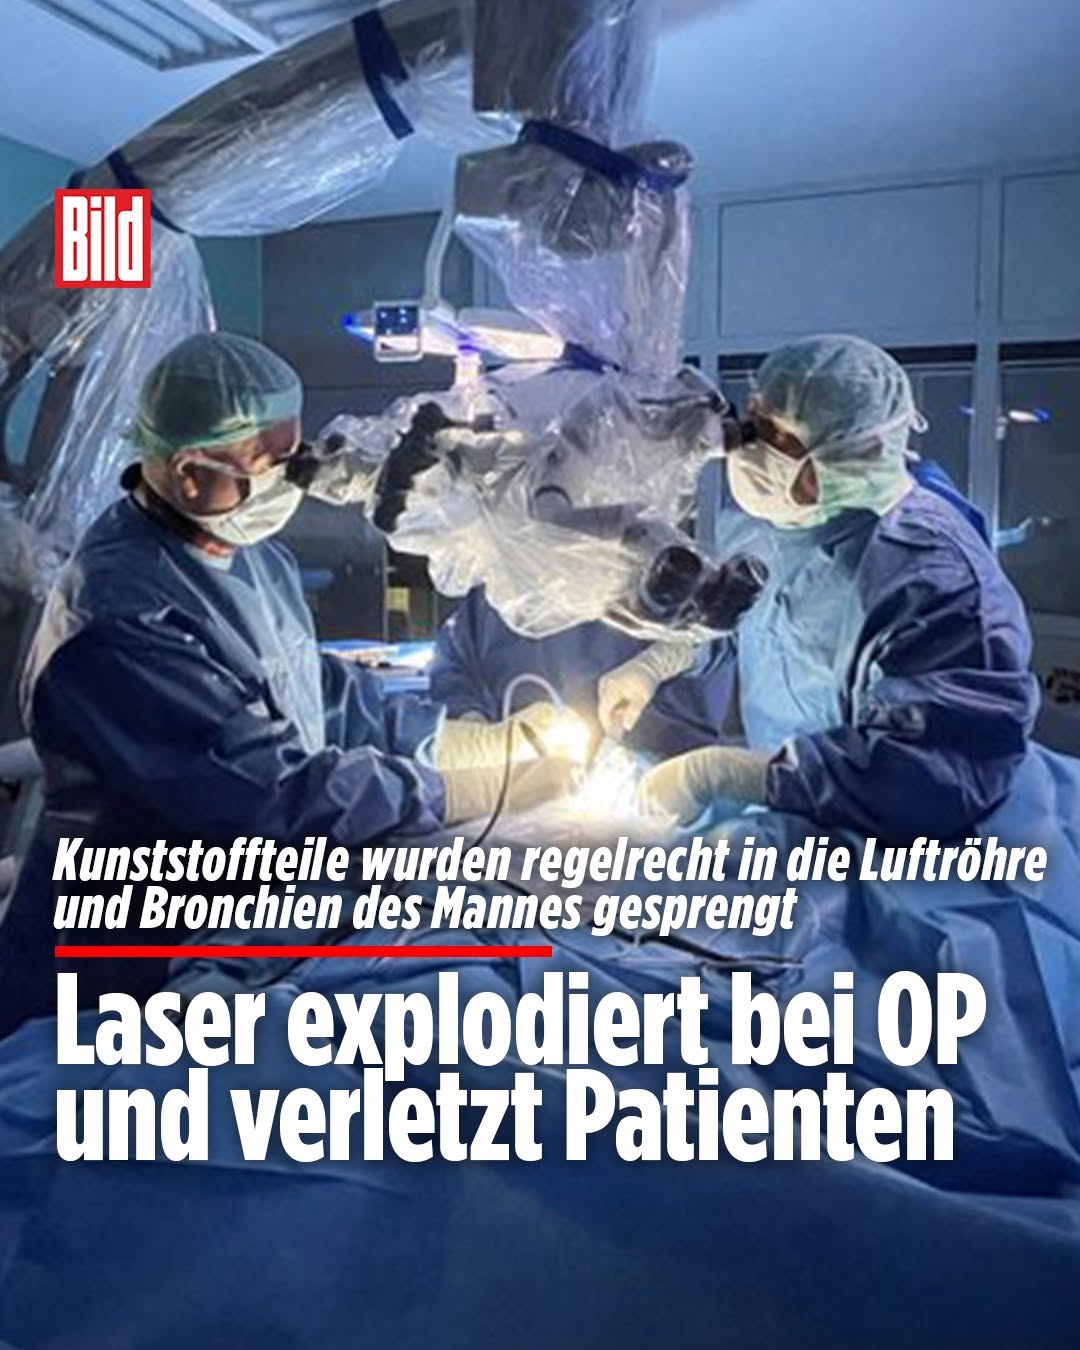 Bild
Kunststoffteile wurden regelrecht in die Luftröhre
und Bronchien des Mannes gesprengt
Laser explodiert bei OP
und verletzt Patienten